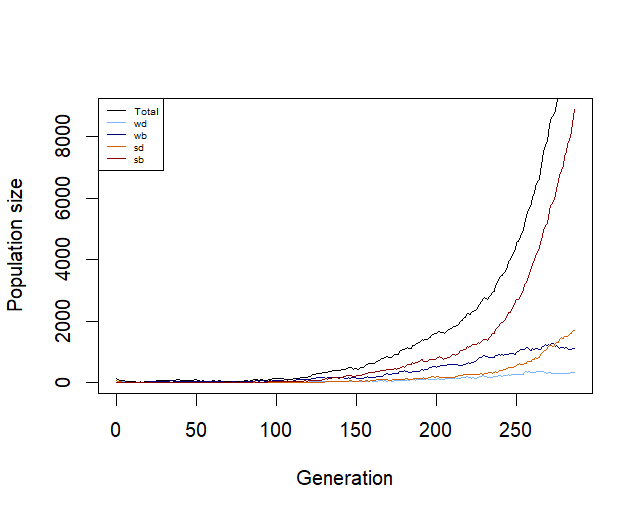 Total
wd
wb
sd
sb
Population size
8000
6000
4000
2000
0
0 50 100 150 200 250
Generation